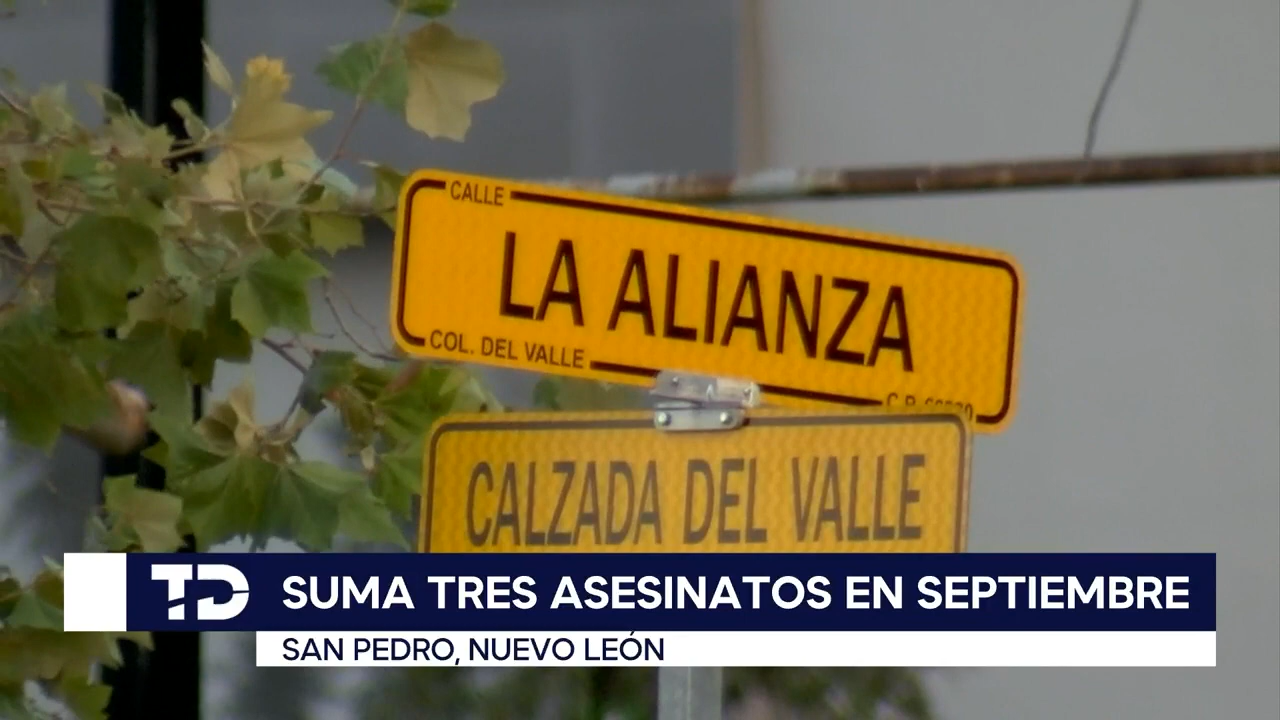 CALLE
LA ALIANZA
COL. DEL VALLE
CALZADA DEL VALLE
TD SUMA TRES ASESINATOS EN SEPTIEMBRE
SAN PEDRO, NUEVO LEÓN